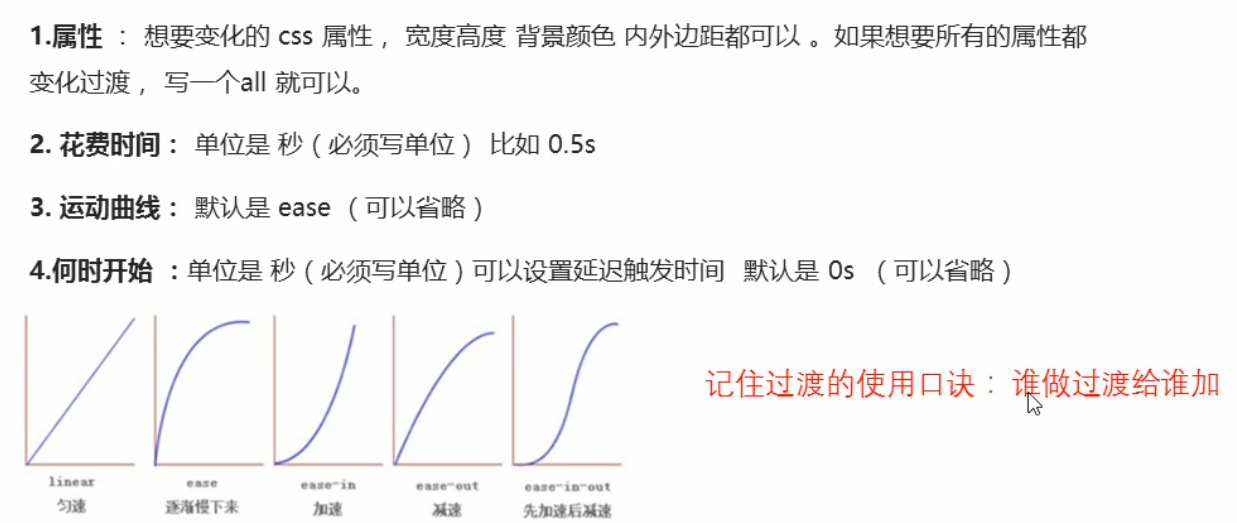 1.属性 ： 想要变化的 css 属性， 宽度高度 背景颜色 内外边距都可以 。如果想要所有的属性都
变化过渡， 写一个all 就可以。
2. 花费时间： 单位是 秒（必须写单位） 比如 0.5s
3. 运动曲线： 默认是 ease （可以省略）
4.何时开始 ：单位是 秒（必须写单位）可以设置延迟触发时间 默认是 0s （可以省略）
记住过渡的使用口诀： 谁做过渡给谁加
linear ease ease-in ease-out ease-in-out
匀速 逐渐慢下来 加速 减速 先加速后减速